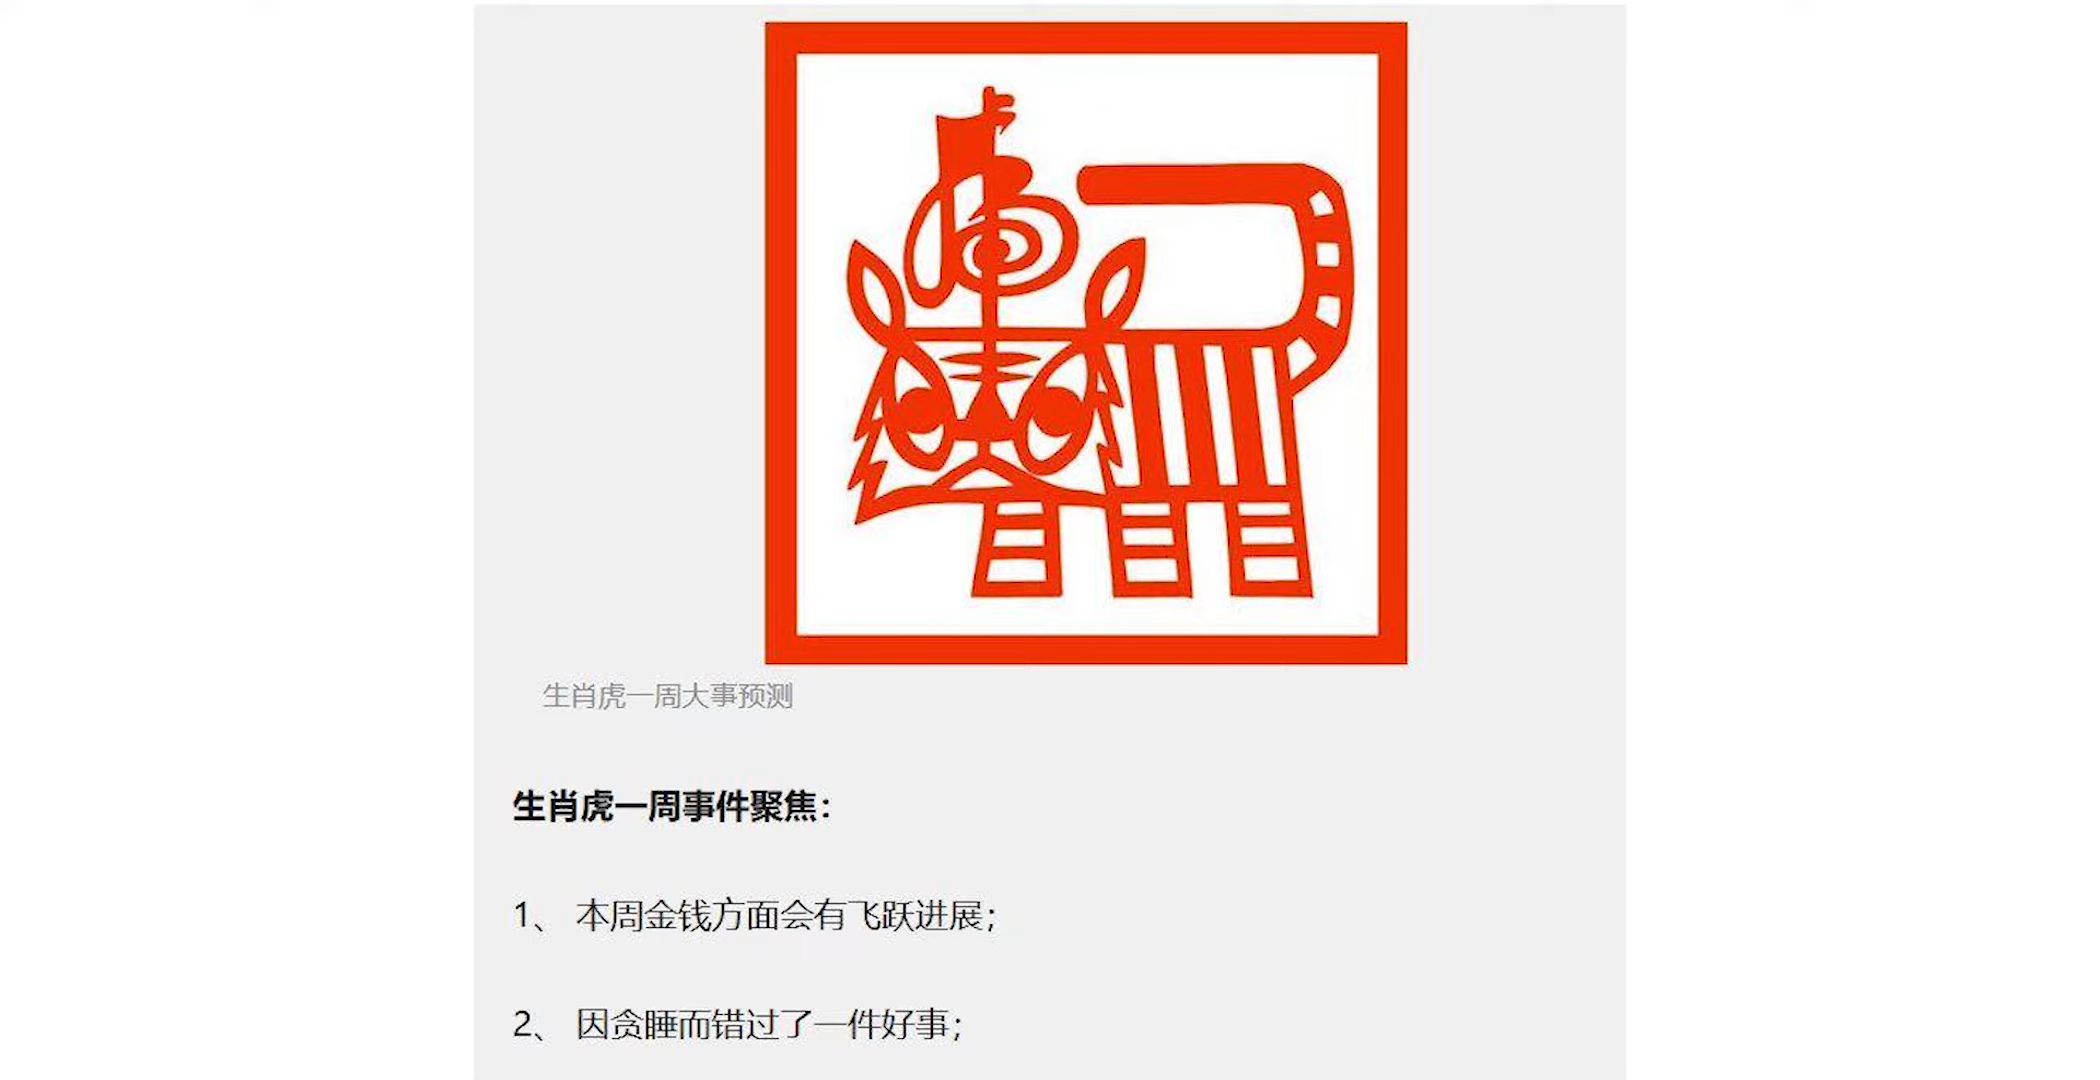 生肖虎一周大事预测
生肖虎一周事件聚焦：
1、 本周金钱方面会有飞跃进展；
2、 因贪睡而错过了一件好事；